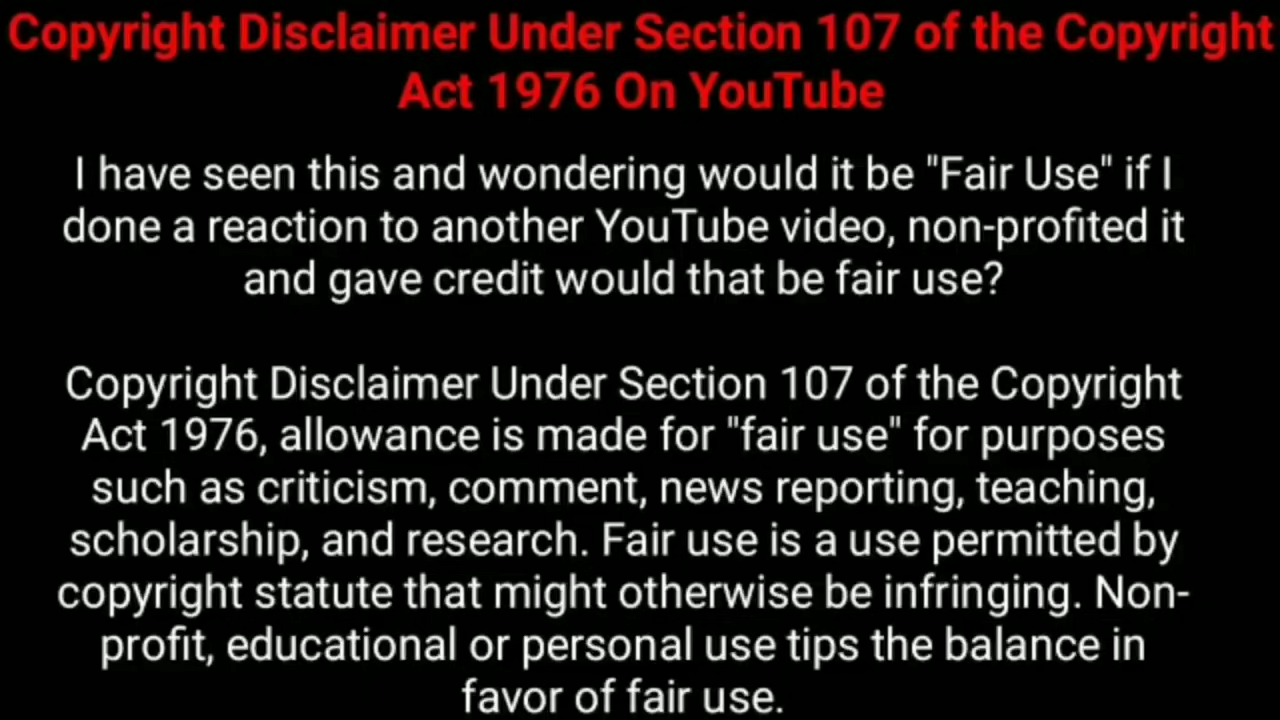 Copyright Disclaimer Under Section 107 of the Copyright
Act 1976 On YouTube
I have seen this and wondering would it be "Fair Use" if I
done a reaction to another YouTube video, non-profited it
and gave credit would that be fair use?
Copyright Disclaimer Under Section 107 of the Copyright
Act 1976, allowance is made for "fair use" for purposes
such as criticism, comment, news reporting, teaching,
scholarship, and research. Fair use is a use permitted by
copyright statute that might otherwise be infringing. Non-
profit, educational or personal use tips the balance in
favor of fair use.